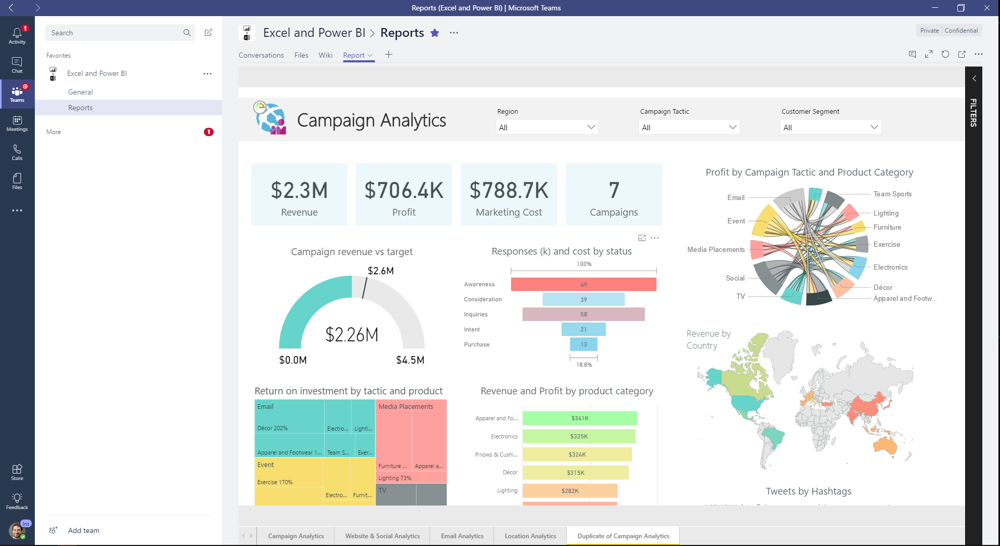 Reports (Excel and Power BI) | Microsoft Teams
1
Activity
Chat
Teams
Meetings
Calls
Files
Store
Feedback
Int
Search
Favorites
Excel and Power BI
General
Reports
More
1
Add team
Excel and Power BI > Reports
Private | Confidential
Conversations Files Wiki Report
FILTERS
Campaign Analytics
Region
All
Campaign Tactic
All
Customer Segment
All
$2.3M
Revenue
$706.4K
Profit
$788.7K
Marketing Cost
7
Campaigns
Campaign revenue vs target
$2.6M
$2.26M
$0.0M
$4.5M
Responses (k) and cost by status
100%
Awareness 69
Consideration 39
Inquiries 58
Intent 21
Purchase 13
18.8%
Profit by Campaign Tactic and Product Category
Email
Event
Media Placements
Social
TV
Team Sports
Lighting
Furniture
Exercise
Electronics
Décor
Apparel and Footw...
Revenue by
Country
Return on investment by tactic and product
Email
Décor 202%
Electro...
Lighti...
Apparel and Footwear 1...
Team S...
Exer...
Event
Exercise 170%
Electro...
Furnit...
Media Placements
Furniture ...
Apparel a...
Lighting 73%
TV
Revenue and Profit by product category
Apparel and Fo... $341K
Electronics $335K
Pillows & Cushi... $324K
Décor $315K
Lighting $282K
Tweets by Hashtags
Campaign Analytics
Website & Social Analytics
Email Analytics
Location Analytics
Duplicate of Campaign Analytics